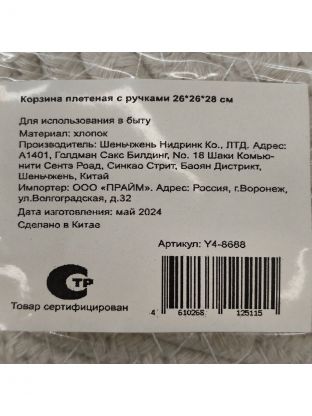 Корзина плетеная с ручками 26*26*28 см
Для использования в быту
Материал: хлопок
Производитель: Шеньчжень Нидринк Ко., ЛТД. Адрес:
А1401, Голдман Сакс Билдинг, No. 18 Шаки Комью-
нити Сентэ Роад, Синкао Стрит, Баоян Дистрикт,
Шеньчжень, Китай
Импортер: ООО «ПРАЙМ». Адрес: Россия, г.Воронеж,
ул.Волгоградская, д.32
Дата изготовления: май 2024
Сделано в Китае
Артикул: Y4-8688
СТР
Товар сертифицирован
4 610268 125115